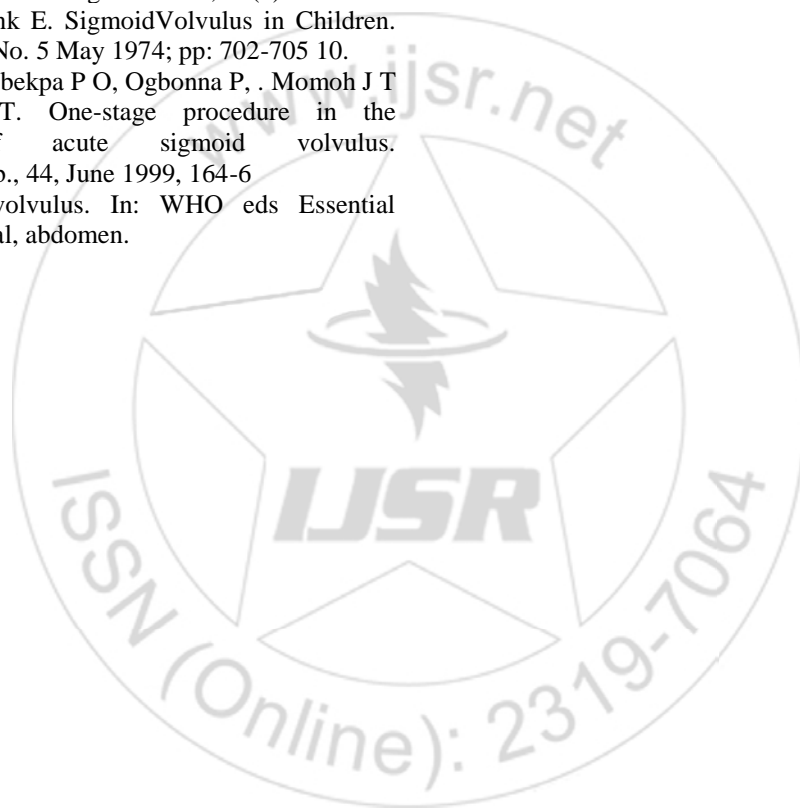 nk E. SigmoidVolvulus in Children.
No. 5 May 1974; pp: 702-705 10.
bekpa P O, Ogbonna P, . Momoh J T
T. One-stage procedure in the
acute sigmoid volvulus.
44, June 1999, 164-6
volvulus. In: WHO eds Essential
al, abdomen.
www.ijsr.net
IJSR
ISSN (Online): 2319-7064